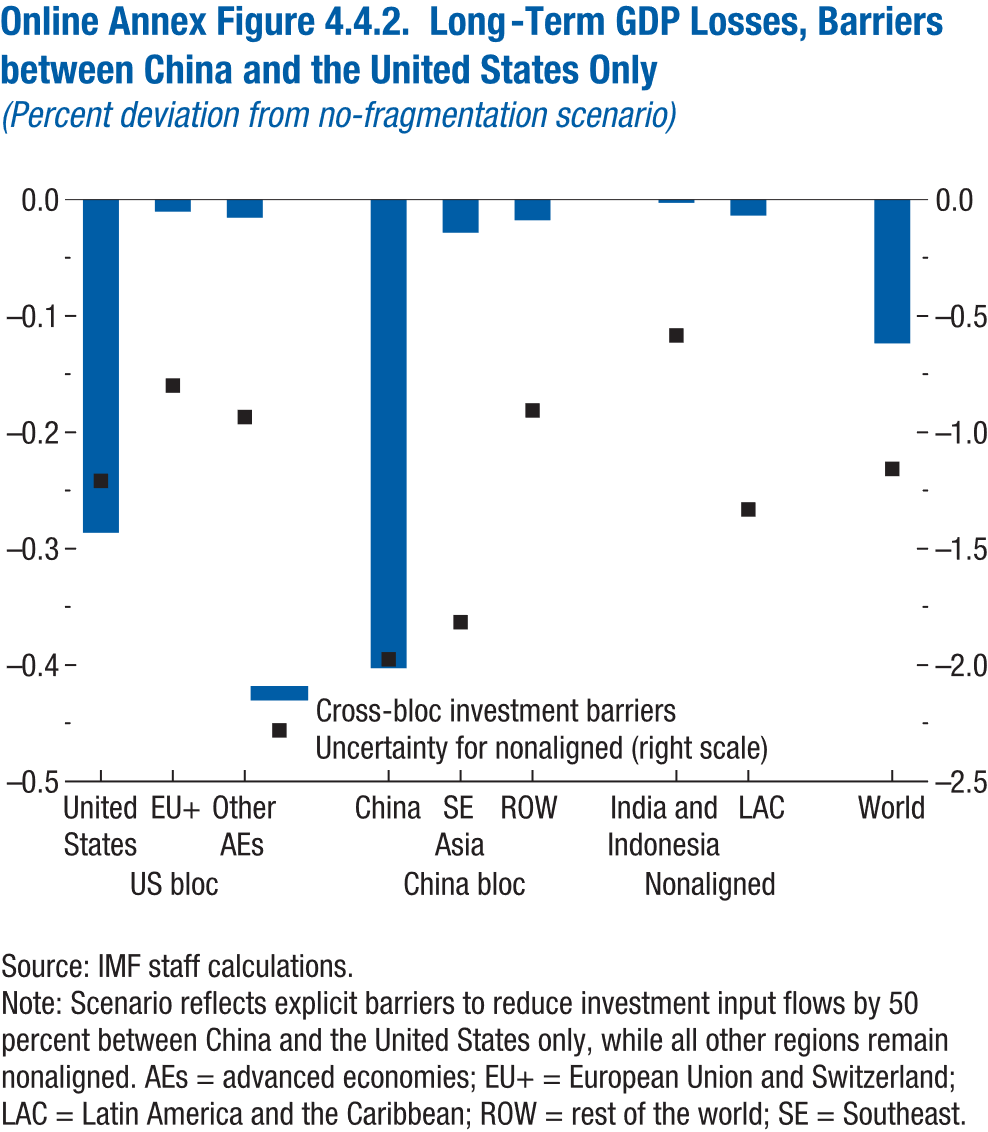 Online Annex Figure 4.4.2.  Long-Term GDP Losses, Barriers
between China and the United States Only
(Percent deviation from no-fragmentation scenario)
0.0
–0.1
–0.2
–0.3
–0.4
–0.5
0.0
–0.5
–1.0
–1.5
–2.0
–2.5
Cross-bloc investment barriers
Uncertainty for nonaligned (right scale)
United EU+ Other China SE ROW India and LAC World
States AEs Asia Indonesia
US bloc China bloc Nonaligned
Source: IMF staff calculations.
Note: Scenario reflects explicit barriers to reduce investment input flows by 50
percent between China and the United States only, while all other regions remain
nonaligned. AEs = advanced economies; EU+ = European Union and Switzerland;
LAC = Latin America and the Caribbean; ROW = rest of the world; SE = Southeast.